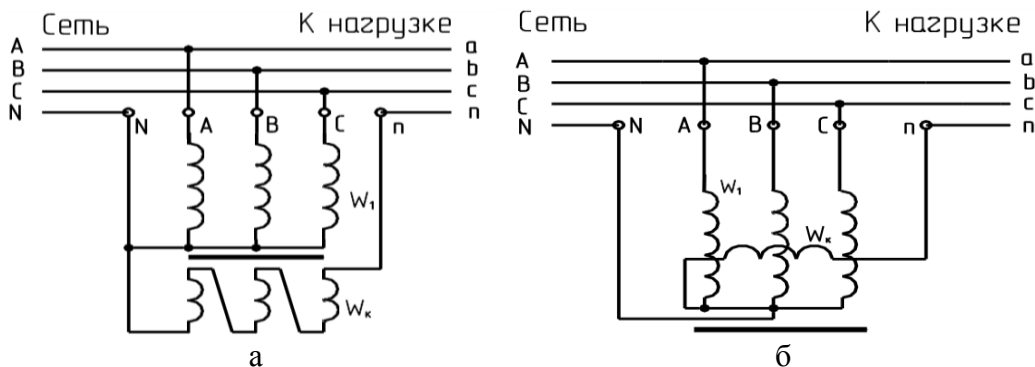 Сеть К нагрузке
A a
B b
C c
N n
N A B C n
W₁
Wₖ
а
Сеть К нагрузке
A a
B b
C c
N n
N A B C n
W₁
Wₖ
б